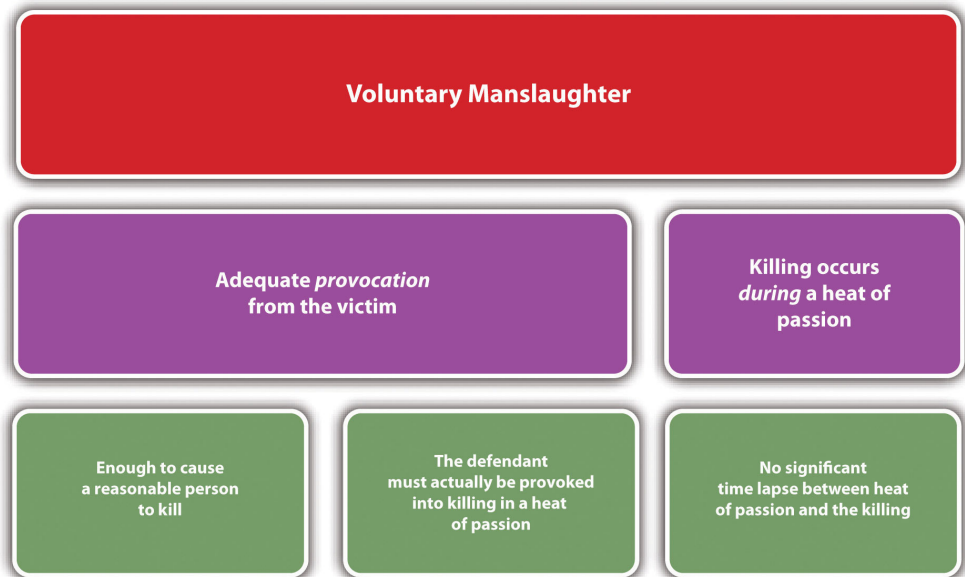 Voluntary Manslaughter
Adequate provocation
from the victim
Killing occurs
during a heat of
passion
Enough to cause
a reasonable person
to kill
The defendant
must actually be provoked
into killing in a heat
of passion
No significant
time lapse between heat
of passion and the killing